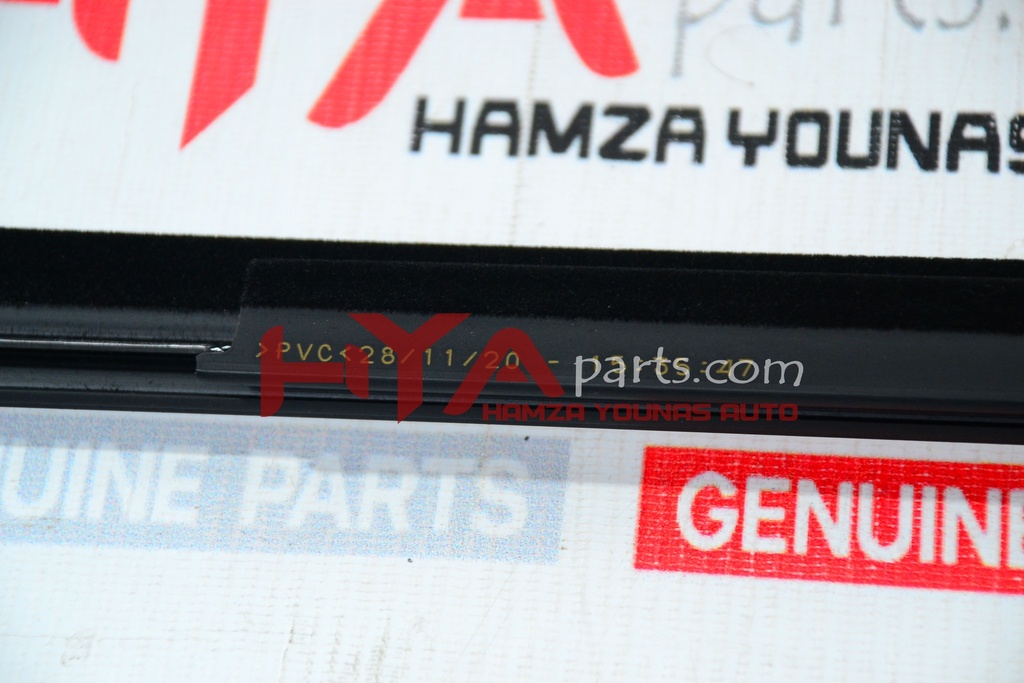 HYA parts.
HAMZA YOUNAS
>PVC<28/11/20 -
HYA parts.com
HAMZA YOUNAS AUTO
UINE PARTS
GENUINE